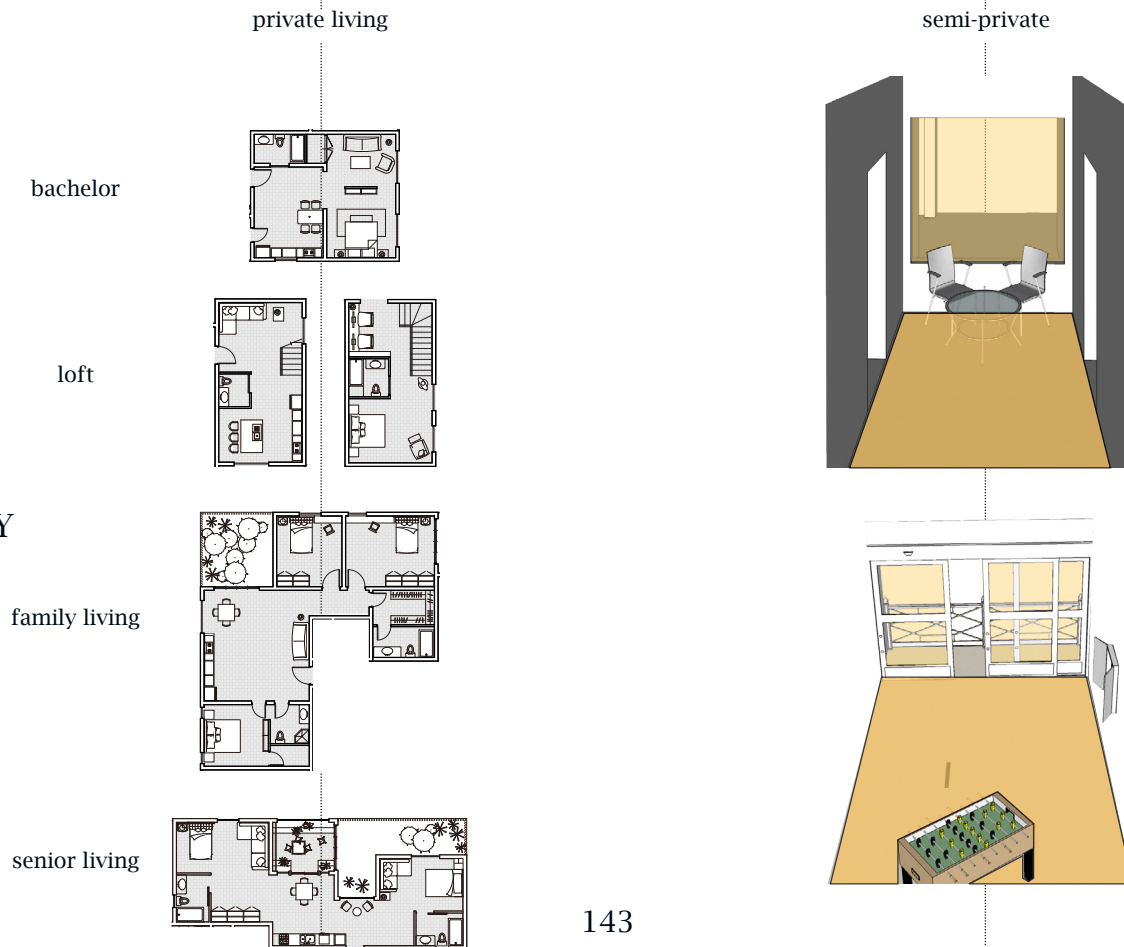 private living
semi-private
bachelor
loft
Y
family living
senior living
143